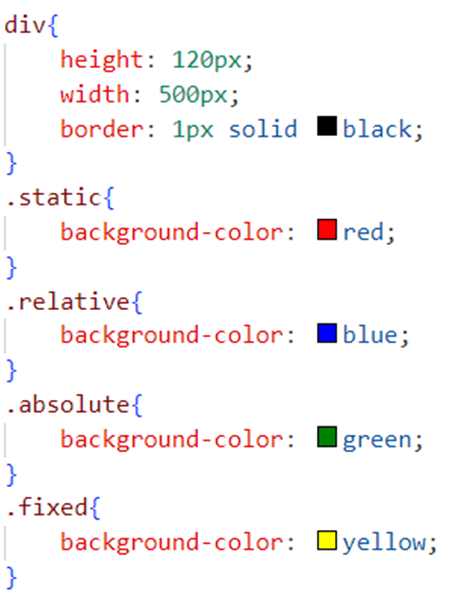 div{
    height: 120px;
    width: 500px;
    border: 1px solid black;
}
.static{
    background-color: red;
}
.relative{
    background-color: blue;
}
.absolute{
    background-color: green;
}
.fixed{
    background-color: yellow;
}